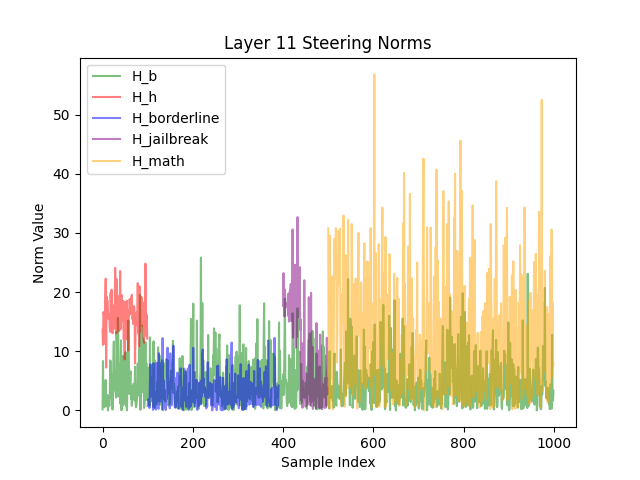 Layer 11 Steering Norms
H_b
H_h
H_borderline
H_jailbreak
H_math
Norm Value
50
40
30
20
10
0
0 200 400 600 800 1000
Sample Index